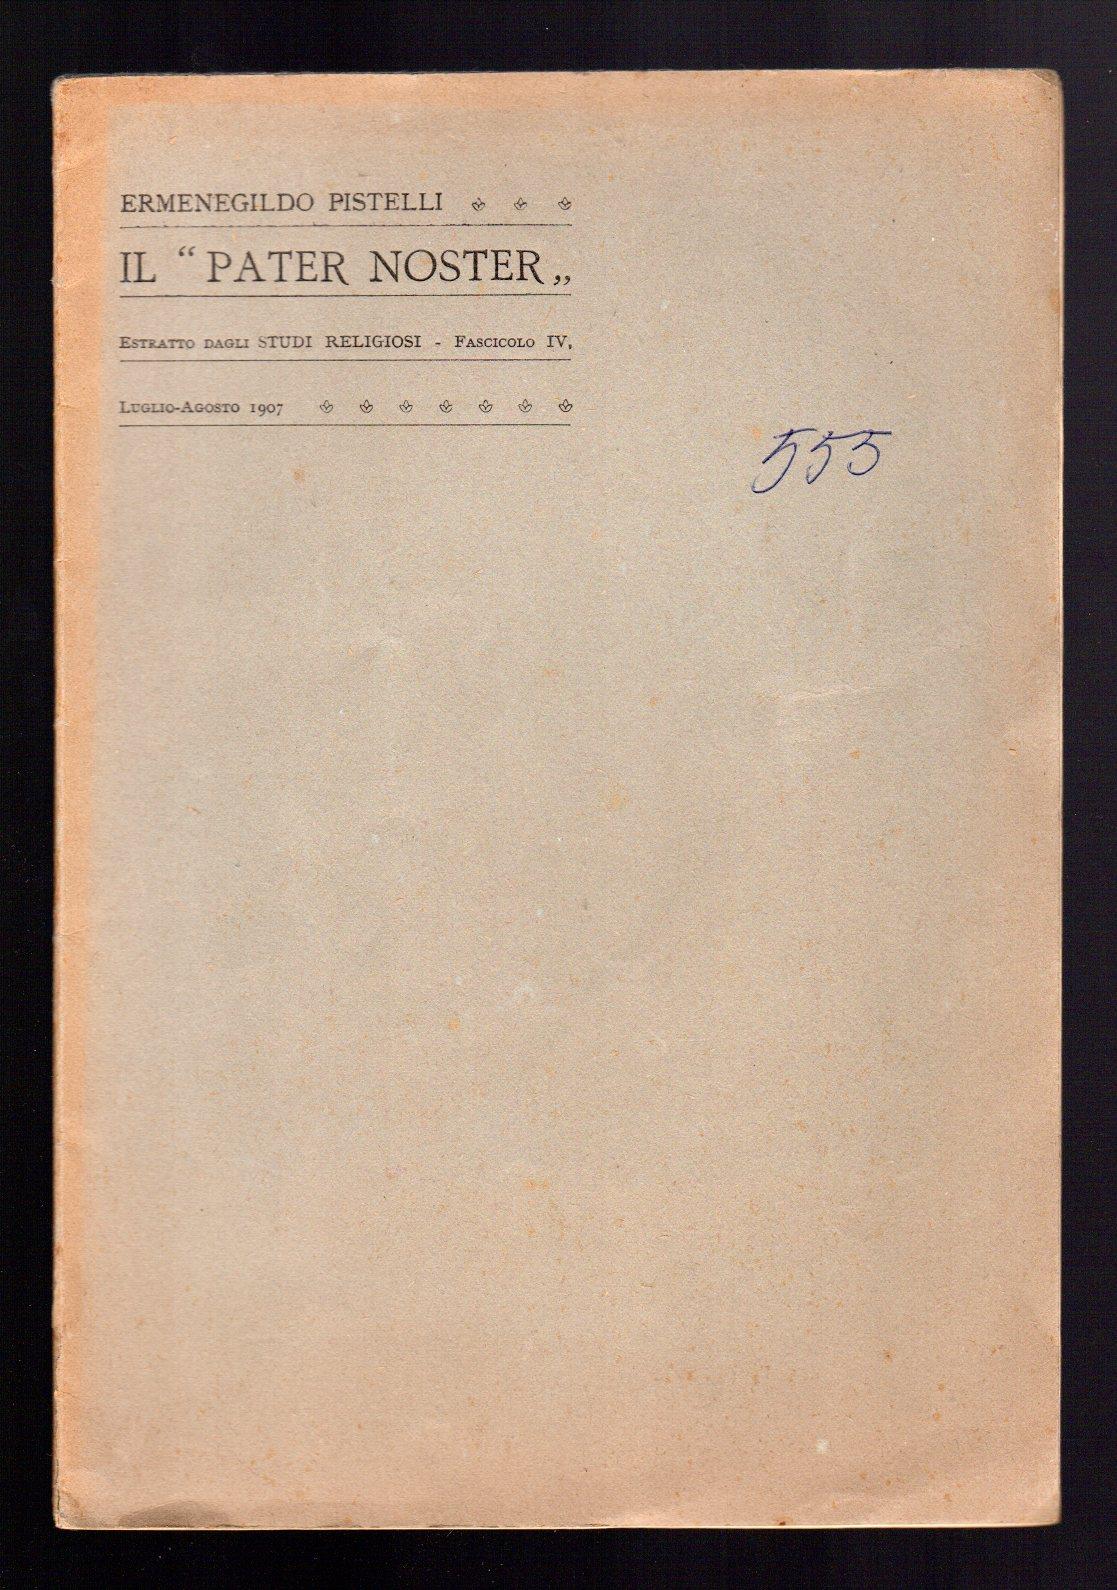 ERMENEGILDO PISTELLI
IL “ PATER NOSTER „
ESTRATTO DAGLI STUDI RELIGIOSI - FASCICOLO IV,
LUGLIO-AGOSTO 1907
555